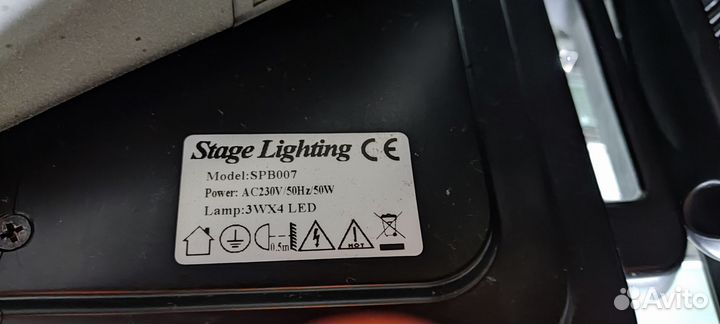 Stage Lighting CE
Model:SPB007
Power: AC230V/50Hz/50W
Lamp:3WX4 LED
0.5m
HOT
Avito